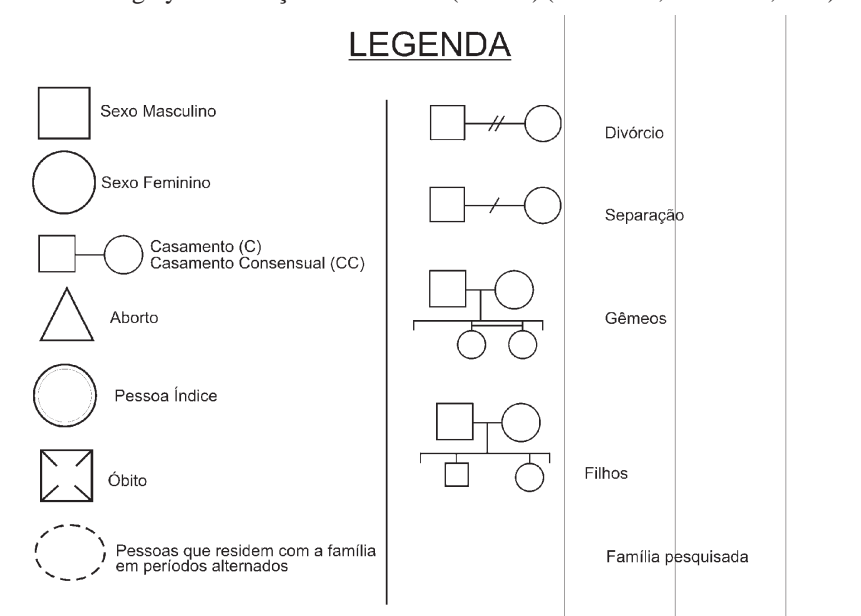 LEGENDA
Sexo Masculino
Sexo Feminino
Casamento (C)
Casamento Consensual (CC)
Aborto
Pessoa Índice
Óbito
Pessoas que residem com a família
em períodos alternados
Divórcio
Separação
Gêmeos
Filhos
Família pesquisada